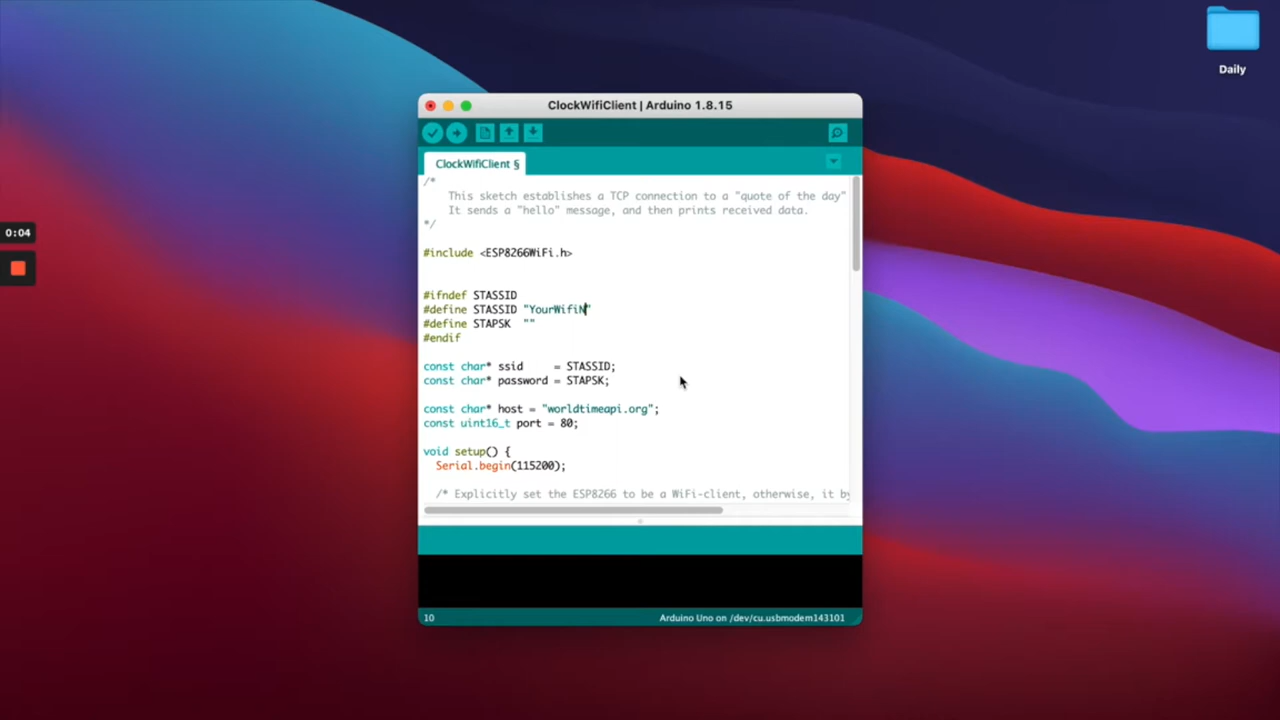 Daily
ClockWifiClient | Arduino 1.8.15
ClockWifiClient §
0:04
/*
This sketch establishes a TCP connection to a "quote of the day"
It sends a "hello" message, and then prints received data.
*/
#include <ESP8266WiFi.h>
#ifndef STASSID
#define STASSID "YourWifiN"
#define STAPSK  ""
#endif
const char* ssid     = STASSID;
const char* password = STAPSK;
const char* host = "worldtimeapi.org";
const uint16_t port = 80;
void setup() {
Serial.begin(115200);
/* Explicitly set the ESP8266 to be a WiFi-client, otherwise, it by
10
Arduino Uno on /dev/cu.usbmodem143101